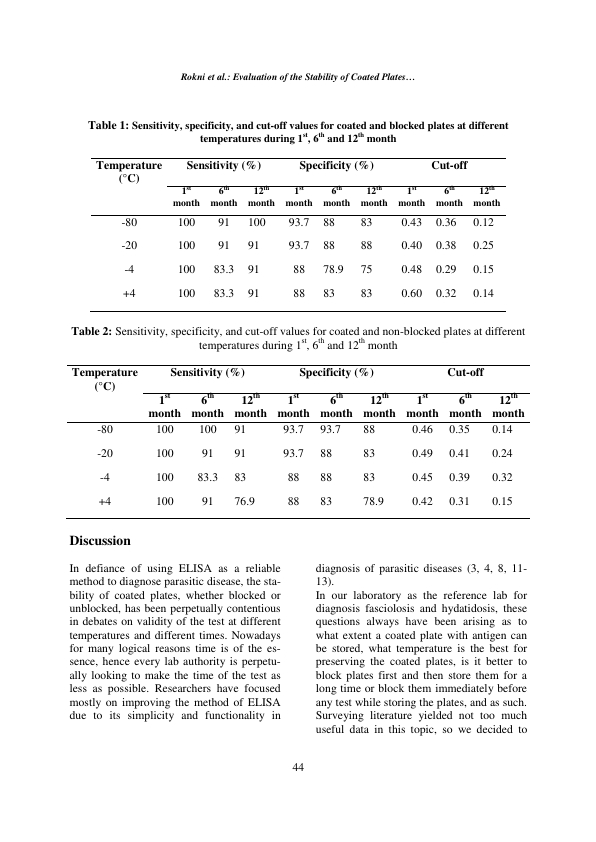 Rokni et al.: Evaluation of the Stability of Coated Plates…
Table 1: Sensitivity, specificity, and cut-off values for coated and blocked plates at different
temperatures during 1st, 6th and 12th month
Temperature Sensitivity (%) Specificity (%) Cut-off
(°C)
1st 6th 12th 1st 6th 12th 1st 6th 12th
month month month month month month month month month
-80 100 91 100 93.7 88 83 0.43 0.36 0.12
-20 100 91 91 93.7 88 88 0.40 0.38 0.25
-4 100 83.3 91 88 78.9 75 0.48 0.29 0.15
+4 100 83.3 91 88 83 83 0.60 0.32 0.14
Table 2: Sensitivity, specificity, and cut-off values for coated and non-blocked plates at different
temperatures during 1st, 6th and 12th month
Temperature Sensitivity (%) Specificity (%) Cut-off
(°C)
1st 6th 12th 1st 6th 12th 1st 6th 12th
month month month month month month month month month
-80 100 100 91 93.7 93.7 88 0.46 0.35 0.14
-20 100 91 91 93.7 88 83 0.49 0.41 0.24
-4 100 83.3 83 88 88 83 0.45 0.39 0.32
+4 100 91 76.9 88 83 78.9 0.42 0.31 0.15
Discussion
In defiance of using ELISA as a reliable
method to diagnose parasitic disease, the sta-
bility of coated plates, whether blocked or
unblocked, has been perpetually contentious
in debates on validity of the test at different
temperatures and different times. Nowadays
for many logical reasons time is of the es-
sence, hence every lab authority is perpetu-
ally looking to make the time of the test as
less as possible. Researchers have focused
mostly on improving the method of ELISA
due to its simplicity and functionality in
diagnosis of parasitic diseases (3, 4, 8, 11-
13).
In our laboratory as the reference lab for
diagnosis fasciolosis and hydatidosis, these
questions always have been arising as to
what extent a coated plate with antigen can
be stored, what temperature is the best for
preserving the coated plates, is it better to
block plates first and then store them for a
long time or block them immediately before
any test while storing the plates, and as such.
Surveying literature yielded not too much
useful data in this topic, so we decided to
44